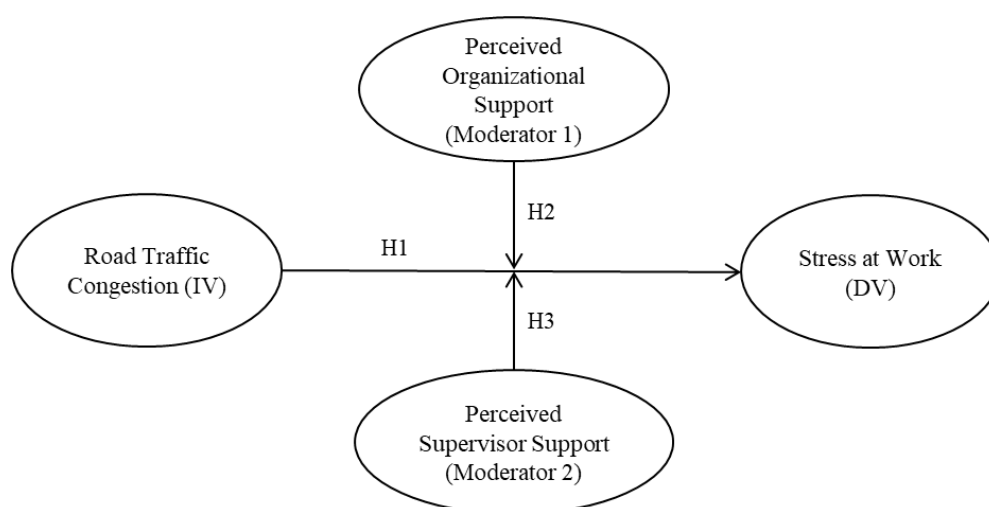 Perceived
Organizational
Support
(Moderator 1)
H2
H1
Road Traffic
Congestion (IV)
Stress at Work
(DV)
H3
Perceived
Supervisor Support
(Moderator 2)